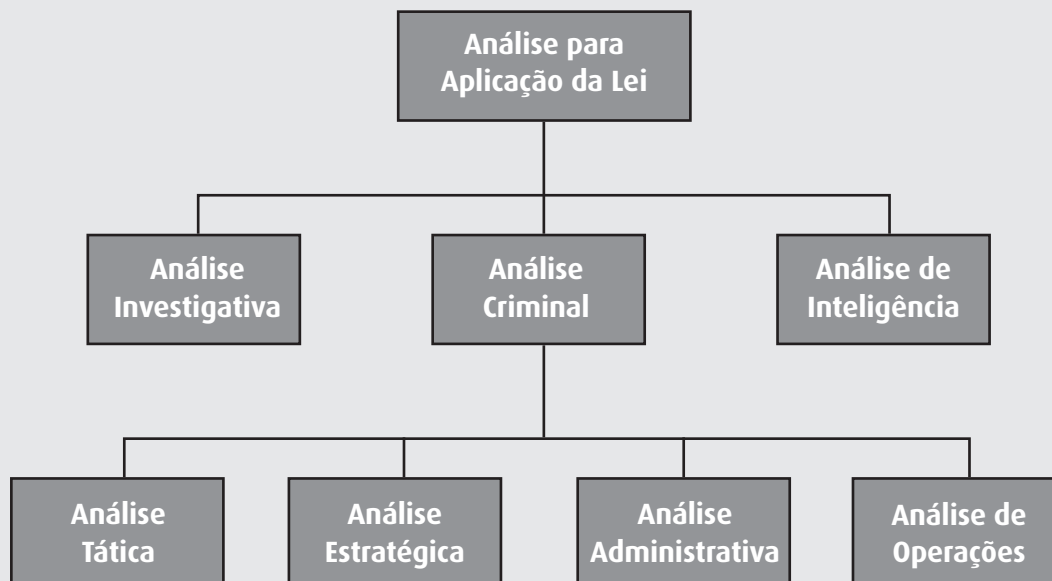 Análise para
Aplicação da Lei
Análise
Investigativa
Análise
Criminal
Análise de
Inteligência
Análise
Tática
Análise
Estratégica
Análise
Administrativa
Análise de
Operações